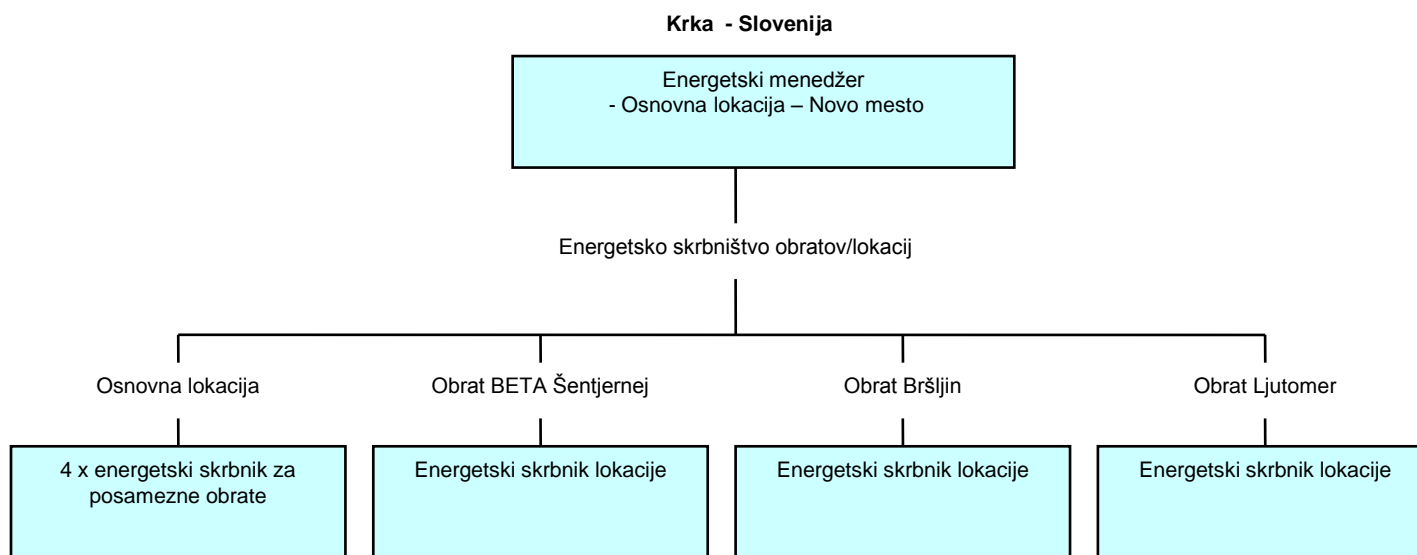 Krka - Slovenija
Energetski menedžer
- Osnovna lokacija – Novo mesto
Energetsko skrbništvo obratov/lokacij
Osnovna lokacija
Obrat BETA Šentjernej
Obrat Bršljin
Obrat Ljutomer
4 x energetski skrbnik za
posamezne obrate
Energetski skrbnik lokacije
Energetski skrbnik lokacije
Energetski skrbnik lokacije